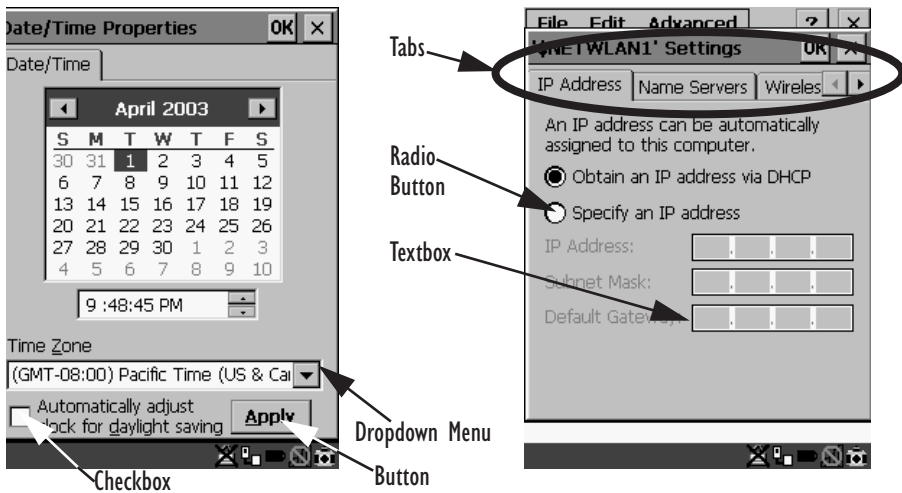 Date/Time Properties OK
Date/Time
April 2003
S M T W T F S
30 31 1 2 3 4 5
6 7 8 9 10 11 12
13 14 15 16 17 18 19
20 21 22 23 24 25 26
27 28 29 30 1 2 3
4 5 6 7 8 9 10
9 :48:45 PM
Time Zone
(GMT-08:00) Pacific Time (US & Ca
Automatically adjust
clock for daylight saving
Apply
Checkbox
Button
Dropdown Menu
Tabs
Radio
Button
Textbox
File Edit Advanced ?
'\NETWLAN1' Settings OK
IP Address Name Servers Wireles
An IP address can be automatically
assigned to this computer.
Obtain an IP address via DHCP
Specify an IP address
IP Address: . . .
Subnet Mask: . . .
Default Gateway: . . .